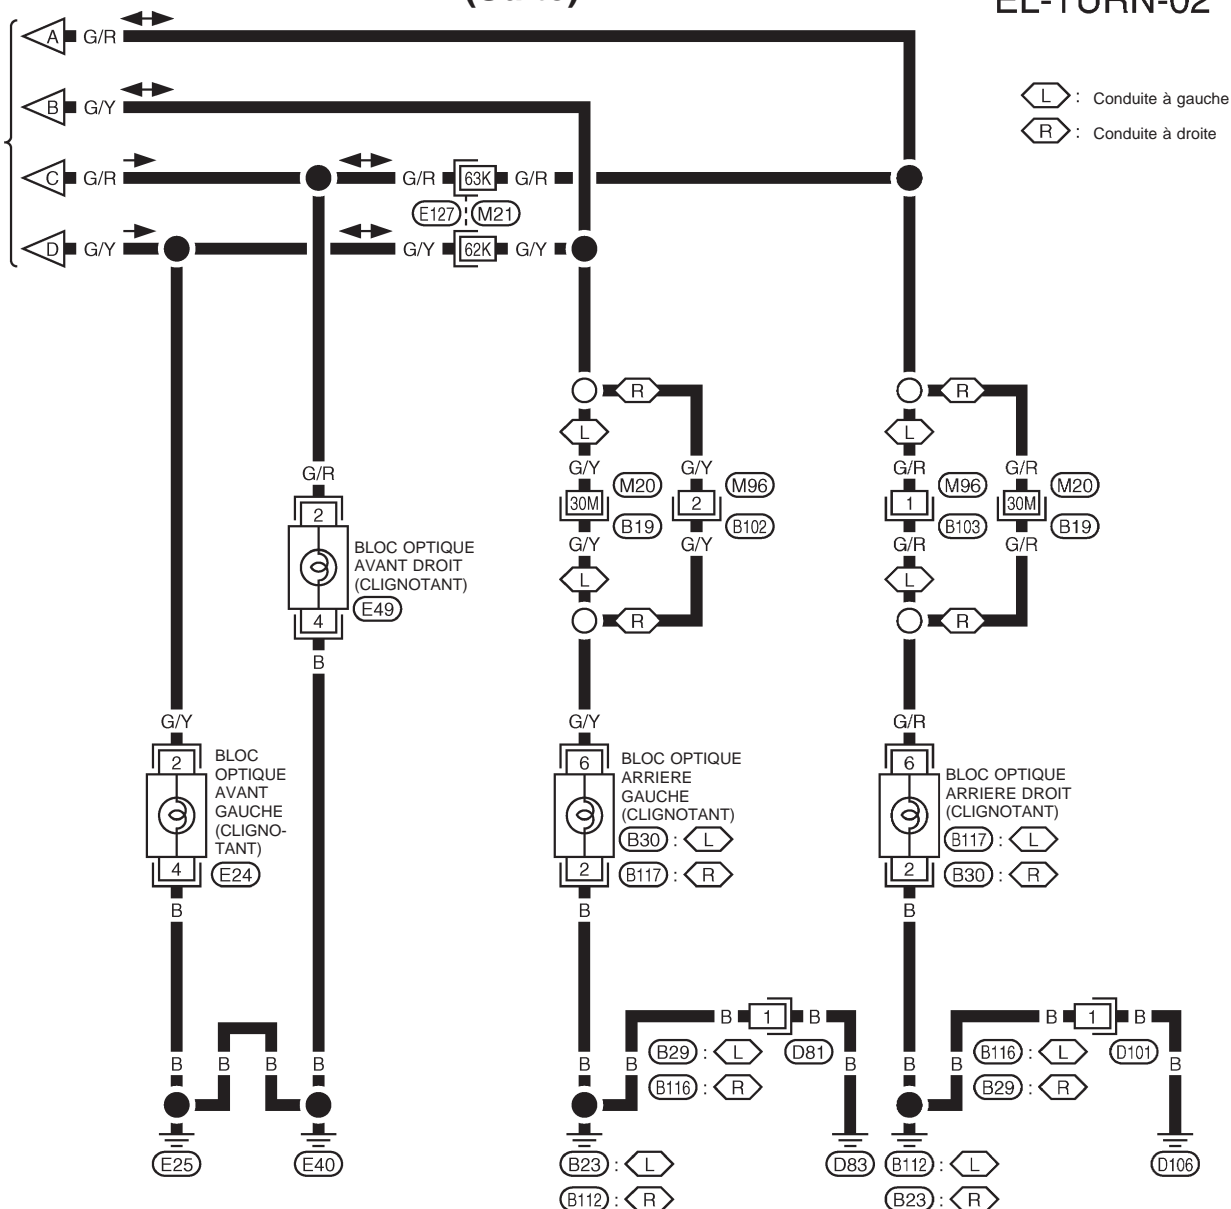 (Suite)
EL-TURN-02
A G/R
L : Conduite à gauche
B G/Y
R : Conduite à droite
C G/R G/R 63K G/R
E127 M21
D G/Y G/Y 62K G/Y
R R
L L
G/R G/Y G/Y G/R G/R
M20 M96 M96 M20
2 30M 2 1 30M
B19 B102 B103 B19
G/Y G/Y G/R G/R
BLOC OPTIQUE
AVANT DROIT
(CLIGNOTANT)
L L
E49
4
R R
B
G/Y G/Y G/R
2
BLOC
OPTIQUE
AVANT
GAUCHE
(CLIGNO-
TANT)
4
E24
6
BLOC OPTIQUE
ARRIERE
GAUCHE
(CLIGNOTANT)
B30 : L
2
B117 : R
6
BLOC OPTIQUE
ARRIERE DROIT
(CLIGNOTANT)
B117 : L
2
B30 : R
B B B
B 1 B B 1 B
B29 : L D81 B116 : L D101
B B B B B B B B B B
B116 : R B29 : R
E25 E40 B23 : L D83 B112 : L D106
B112 : R B23 : R